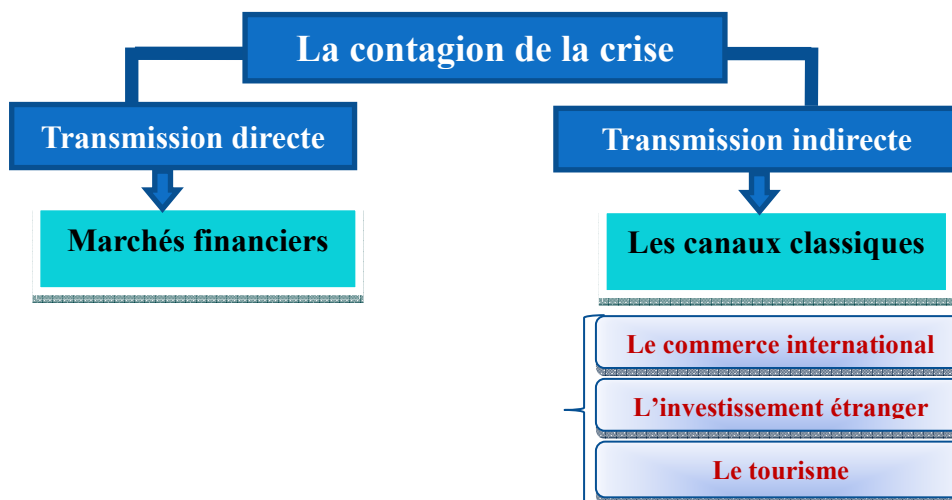 La contagion de la crise
Transmission directe
Transmission indirecte
Marchés financiers
Les canaux classiques
Le commerce international
L’investissement étranger
Le tourisme